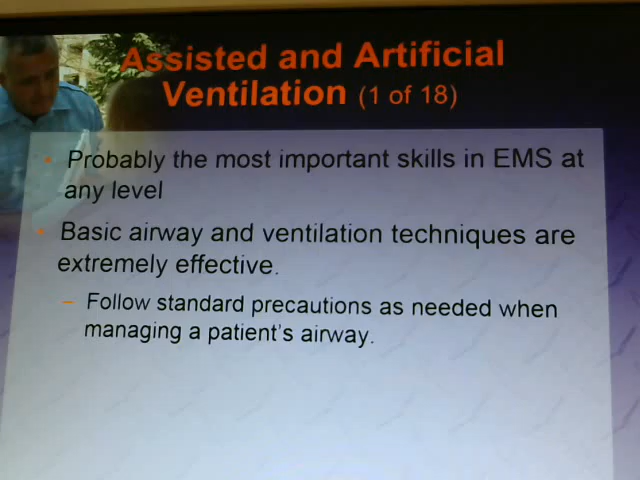 Assisted and Artificial
Ventilation (1 of 18)
• Probably the most important skills in EMS at
any level
• Basic airway and ventilation techniques are
extremely effective.
– Follow standard precautions as needed when
managing a patient's airway.